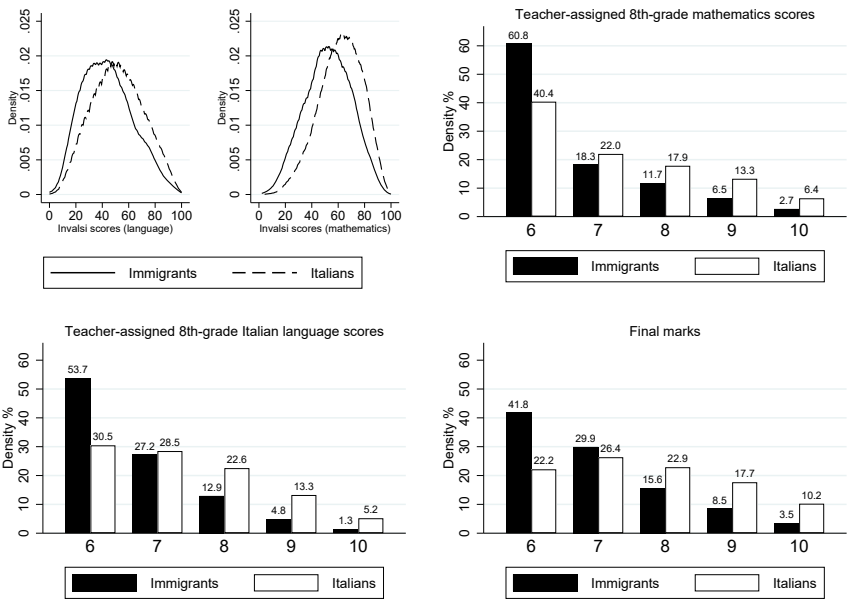 .025
.02
.015
.01
.005
0
Density
0 20 40 60 80 100
Invalsi scores (language)
.025
.02
.015
.01
.005
0
Density
0 20 40 60 80 100
Invalsi scores (mathematics)
Immigrants Italians
Teacher-assigned 8th-grade mathematics scores
60
50
40
30
20
10
0
Density %
60.8 40.4 18.3 22.0 11.7 17.9 6.5 13.3 2.7 6.4
6 7 8 9 10
Immigrants Italians
Teacher-assigned 8th-grade Italian language scores
60
50
40
30
20
10
0
Density %
53.7 30.5 27.2 28.5 12.9 22.6 4.8 13.3 1.3 5.2
6 7 8 9 10
Immigrants Italians
Final marks
60
50
40
30
20
10
0
Density %
41.8 22.2 29.9 26.4 15.6 22.9 8.5 17.7 3.5 10.2
6 7 8 9 10
Immigrants Italians